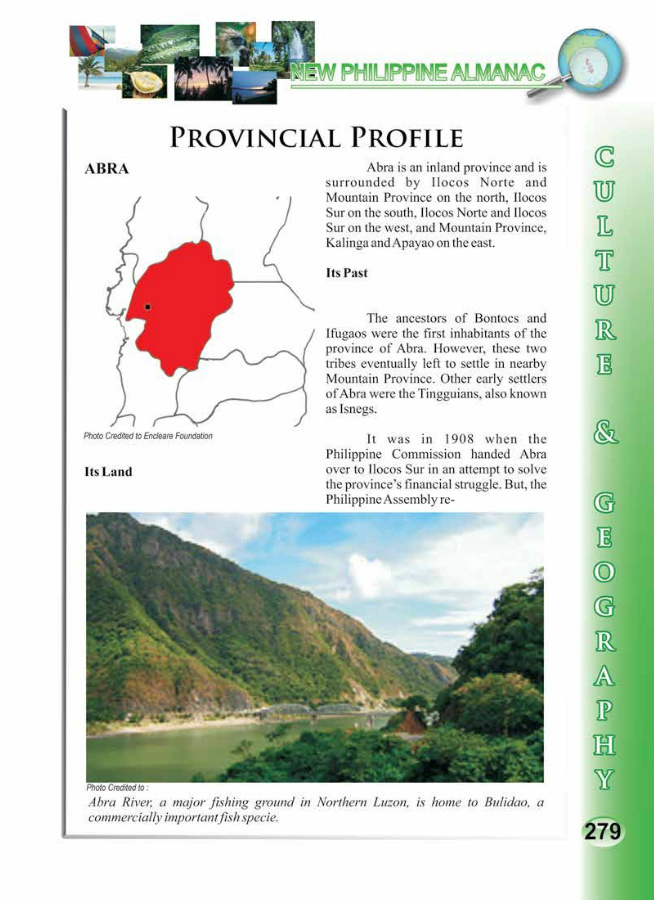 NEW PHILIPPINE ALMANAC
PROVINCIAL PROFILE
ABRA
Photo Credited to Encleare Foundation
Its Land
Abra is an inland province and is
surrounded by Ilocos Norte and
Mountain Province on the north, Ilocos
Sur on the south, Ilocos Norte and Ilocos
Sur on the west, and Mountain Province,
Kalinga and Apayao on the east.
Its Past
The ancestors of Bontocs and
Ifugaos were the first inhabitants of the
province of Abra. However, these two
tribes eventually left to settle in nearby
Mountain Province. Other early settlers
of Abra were the Tingguians, also known
as Isnegs.
It was in 1908 when the
Philippine Commission handed Abra
over to Ilocos Sur in an attempt to solve
the province's financial struggle. But, the
Philippine Assembly re-
Photo Credited to :
Abra River, a major fishing ground in Northern Luzon, is home to Bulidao, a
commercially important fish specie.
CULTURE & GEOGRAPHY
279